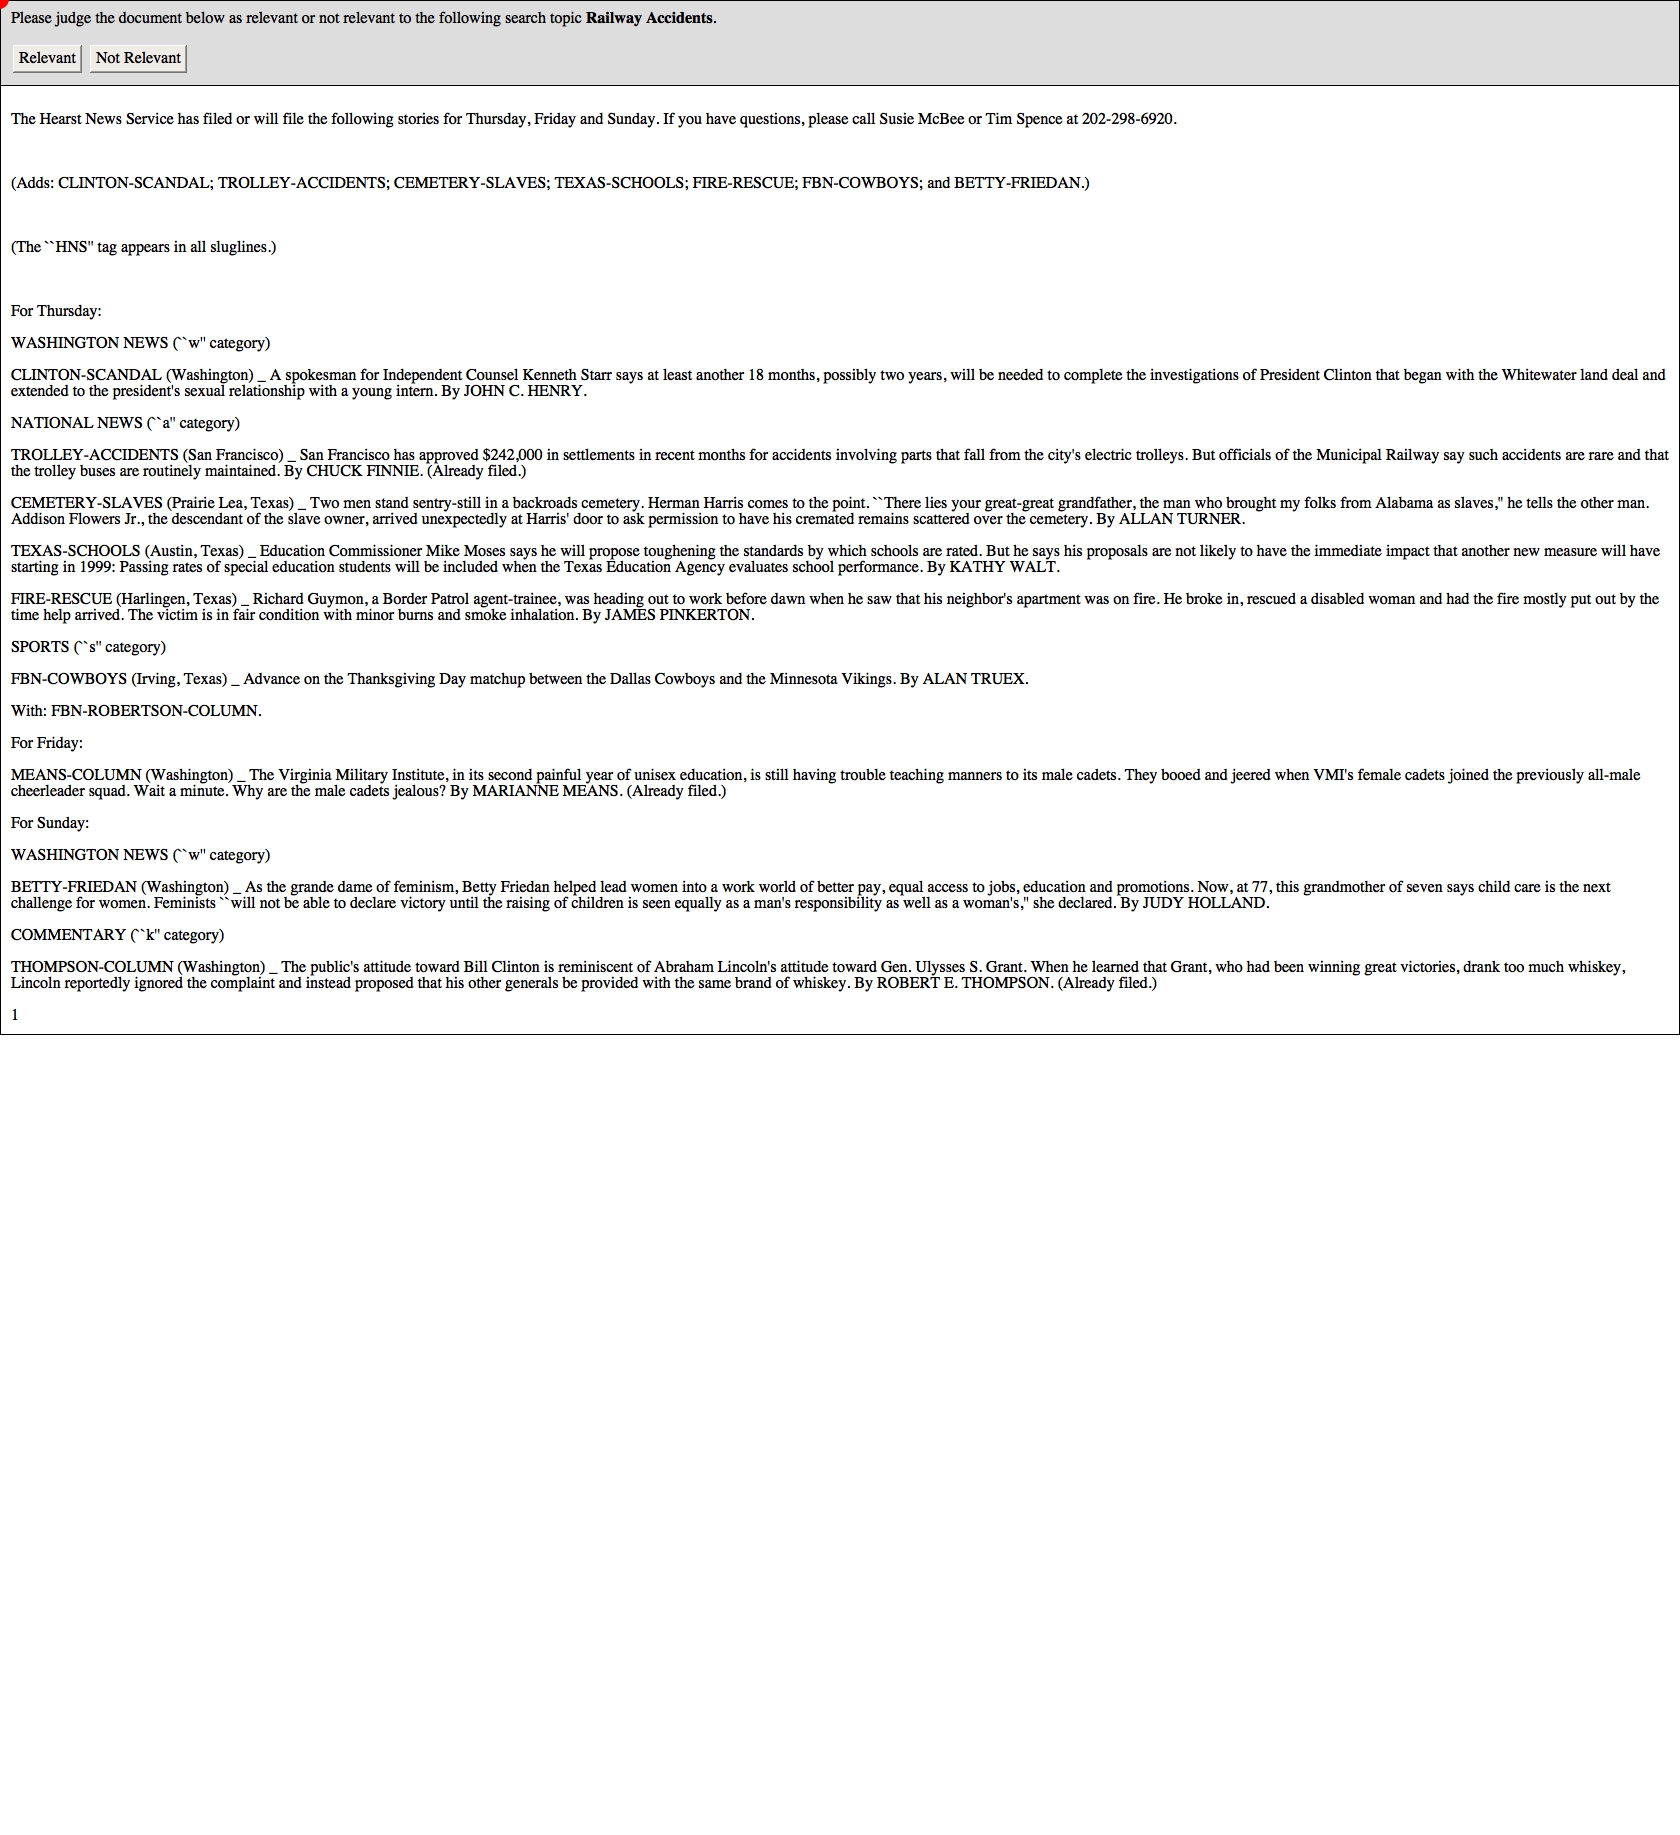 Please judge the document below as relevant or not relevant to the following search topic Railway Accidents.
Relevant Not Relevant
The Hearst News Service has filed or will file the following stories for Thursday, Friday and Sunday. If you have questions, please call Susie McBee or Tim Spence at 202-298-6920.
(Adds: CLINTON-SCANDAL; TROLLEY-ACCIDENTS; CEMETERY-SLAVES; TEXAS-SCHOOLS; FIRE-RESCUE; FBN-COWBOYS; and BETTY-FRIEDAN.)
(The ``HNS'' tag appears in all sluglines.)
For Thursday:
WASHINGTON NEWS (``w'' category)
CLINTON-SCANDAL (Washington) _ A spokesman for Independent Counsel Kenneth Starr says at least another 18 months, possibly two years, will be needed to complete the investigations of President Clinton that began with the Whitewater land deal and
extended to the president's sexual relationship with a young intern. By JOHN C. HENRY.
NATIONAL NEWS (``a'' category)
TROLLEY-ACCIDENTS (San Francisco) _ San Francisco has approved $242,000 in settlements in recent months for accidents involving parts that fall from the city's electric trolleys. But officials of the Municipal Railway say such accidents are rare and that
the trolley buses are routinely maintained. By CHUCK FINNIE. (Already filed.)
CEMETERY-SLAVES (Prairie Lea, Texas) _ Two men stand sentry-still in a backroads cemetery. Herman Harris comes to the point. ``There lies your great-great grandfather, the man who brought my folks from Alabama as slaves,'' he tells the other man.
Addison Flowers Jr., the descendant of the slave owner, arrived unexpectedly at Harris' door to ask permission to have his cremated remains scattered over the cemetery. By ALLAN TURNER.
TEXAS-SCHOOLS (Austin, Texas) _ Education Commissioner Mike Moses says he will propose toughening the standards by which schools are rated. But he says his proposals are not likely to have the immediate impact that another new measure will have
starting in 1999: Passing rates of special education students will be included when the Texas Education Agency evaluates school performance. By KATHY WALT.
FIRE-RESCUE (Harlingen, Texas) _ Richard Guymon, a Border Patrol agent-trainee, was heading out to work before dawn when he saw that his neighbor's apartment was on fire. He broke in, rescued a disabled woman and had the fire mostly put out by the
time help arrived. The victim is in fair condition with minor burns and smoke inhalation. By JAMES PINKERTON.
SPORTS (``s'' category)
FBN-COWBOYS (Irving, Texas) _ Advance on the Thanksgiving Day matchup between the Dallas Cowboys and the Minnesota Vikings. By ALAN TRUEX.
With: FBN-ROBERTSON-COLUMN.
For Friday:
MEANS-COLUMN (Washington) _ The Virginia Military Institute, in its second painful year of unisex education, is still having trouble teaching manners to its male cadets. They booed and jeered when VMI's female cadets joined the previously all-male
cheerleader squad. Wait a minute. Why are the male cadets jealous? By MARIANNE MEANS. (Already filed.)
For Sunday:
WASHINGTON NEWS (``w'' category)
BETTY-FRIEDAN (Washington) _ As the grande dame of feminism, Betty Friedan helped lead women into a work world of better pay, equal access to jobs, education and promotions. Now, at 77, this grandmother of seven says child care is the next
challenge for women. Feminists ``will not be able to declare victory until the raising of children is seen equally as a man's responsibility as well as a woman's,'' she declared. By JUDY HOLLAND.
COMMENTARY (``k'' category)
THOMPSON-COLUMN (Washington) _ The public's attitude toward Bill Clinton is reminiscent of Abraham Lincoln's attitude toward Gen. Ulysses S. Grant. When he learned that Grant, who had been winning great victories, drank too much whiskey,
Lincoln reportedly ignored the complaint and instead proposed that his other generals be provided with the same brand of whiskey. By ROBERT E. THOMPSON. (Already filed.)
1